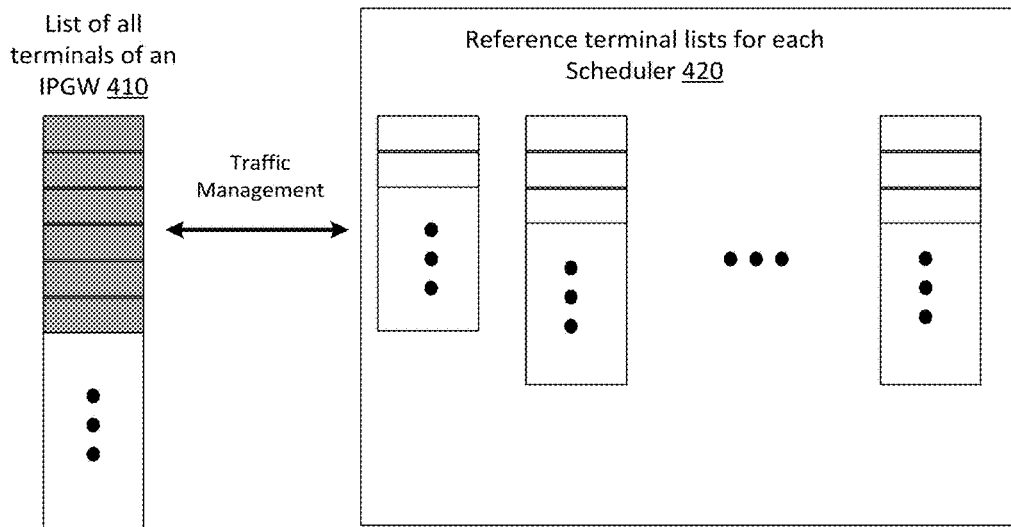 List of all
terminals of an
IPGW 410
Reference terminal lists for each
Scheduler 420
Traffic
Management